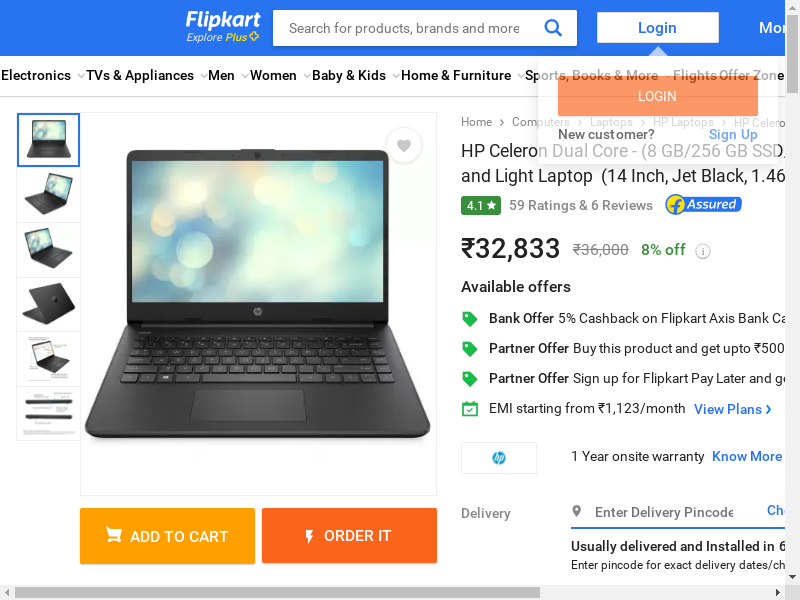 Flipkart
Explore Plus
Search for products, brands and more
Login
Electronics TVs & Appliances Men Women Baby & Kids Home & Furniture Sports, Books & More Flights Offer Zone
LOGIN
New customer? Sign Up
Home Computers Laptops HP Laptops HP Celero
HP Celeron Dual Core - (8 GB/256 GB SSD
and Light Laptop (14 Inch, Jet Black, 1.46
4.1 59 Ratings & 6 Reviews Assured
₹32,833 ₹36,000 8% off
Available offers
Bank Offer 5% Cashback on Flipkart Axis Bank Ca
Partner Offer Buy this product and get upto ₹500
Partner Offer Sign up for Flipkart Pay Later and
EMI starting from ₹1,123/month View Plans
hp
1 Year onsite warranty Know More
Delivery
Enter Delivery Pincode
Usually delivered and Installed in 6
Enter pincode for exact delivery dates/ch
ADD TO CART
ORDER IT